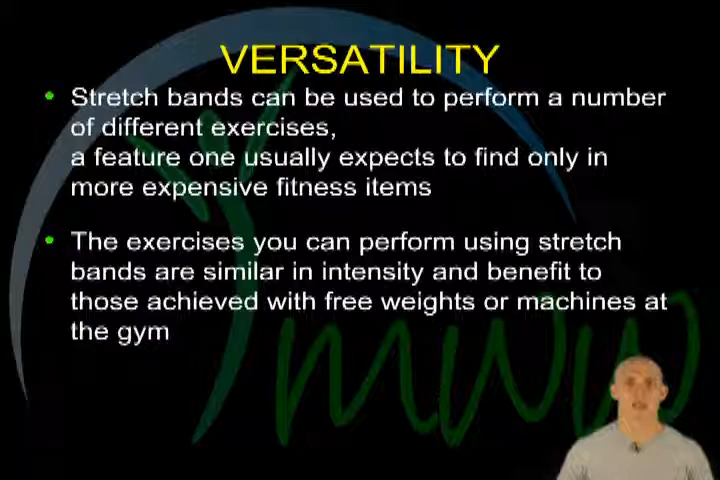 VERSATILITY
• Stretch bands can be used to perform a number
of different exercises,
a feature one usually expects to find only in
more expensive fitness items
• The exercises you can perform using stretch
bands are similar in intensity and benefit to
those achieved with free weights or machines at
the gym
mww